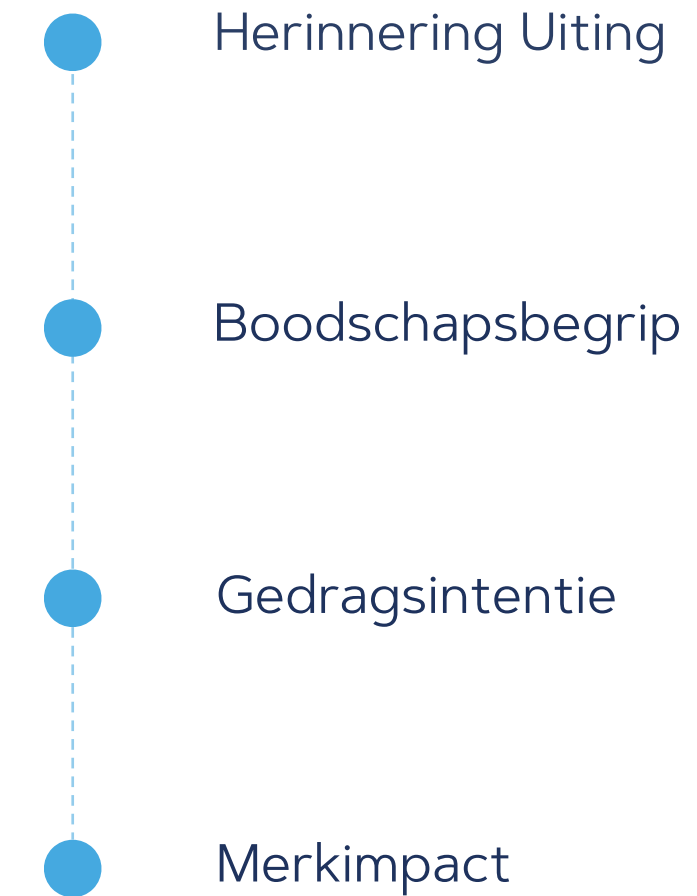 Herinnering Uiting
Boodschapsbegrip
Gedragsintentie
Merkimpact